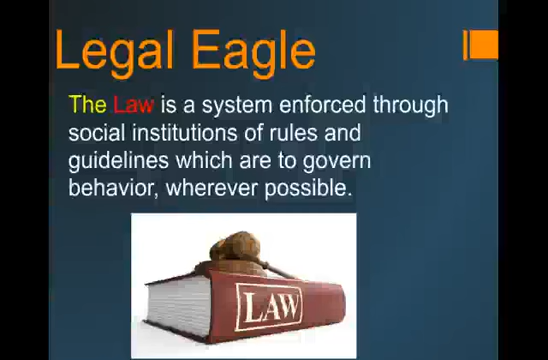 Legal Eagle
The Law is a system enforced through
social institutions of rules and
guidelines which are to govern
behavior, wherever possible.
LAW